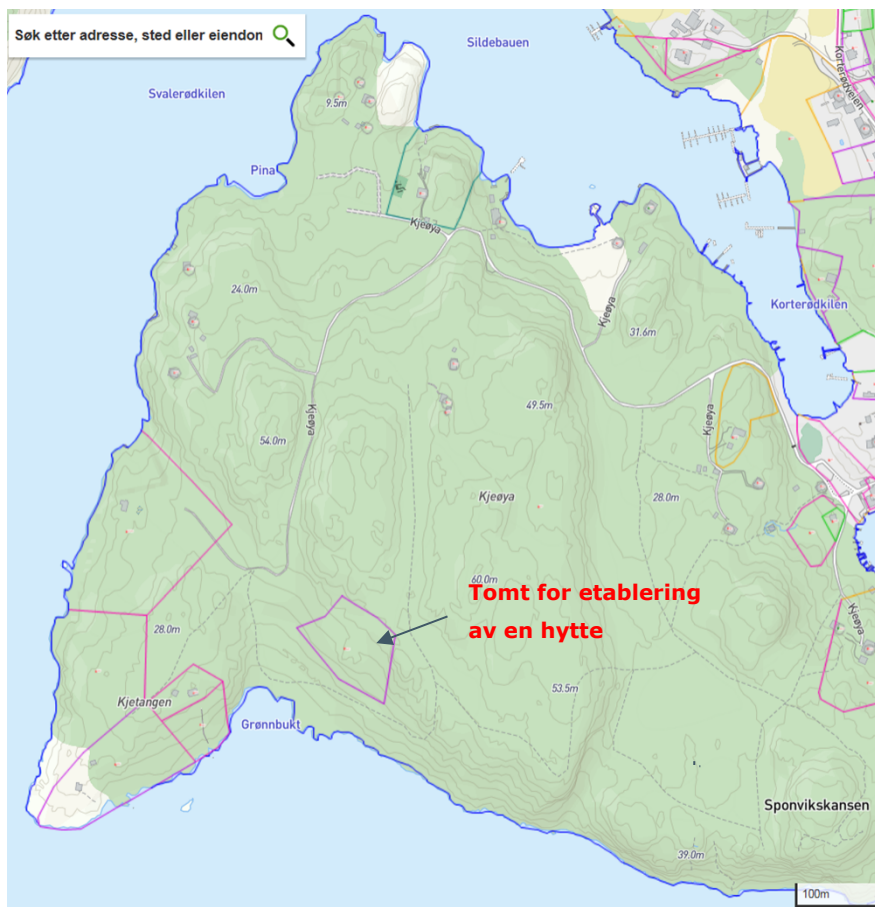 Søk etter adresse, sted eller eiendon
Sildebauen
Korterødveien
Svalerødkilen
9.5m
Pina
Kjeøya
24.0m
Korterødkilen
Kjeøya
31.6m
Kjeøya
49.5m
Kjeøya
54.0m
Kjeøya
28.0m
60.0m
Tomt for etablering
av en hytte
Kjeøya
28.0m
53.5m
Kjetangen
Grønnbukt
Sponvikskansen
39.0m
100m